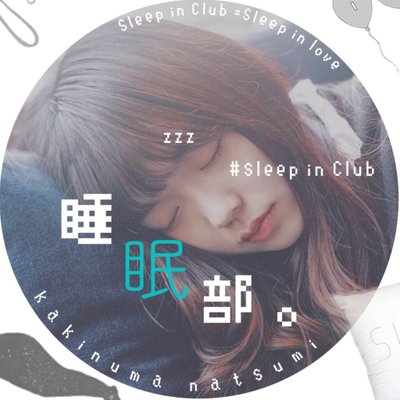 Sleep in Club =Sleep in love
zzz
#Sleep in Club
睡眠部。
kakinuma natsumi